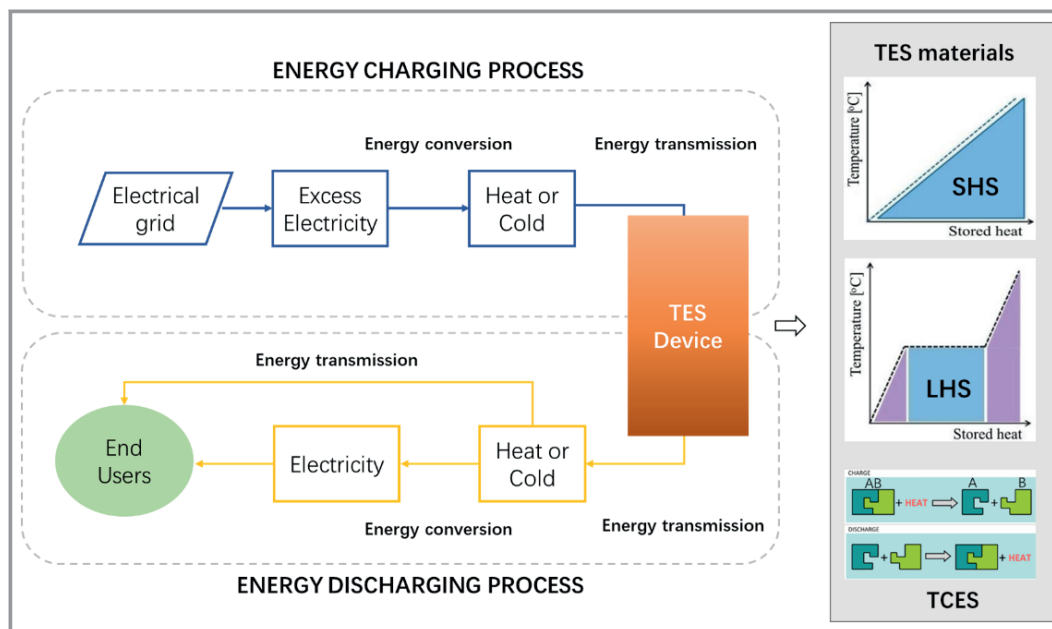 ENERGY CHARGING PROCESS
Energy conversion
Energy transmission
Electrical
grid
Excess
Electricity
Heat or
Cold
TES
Device
Energy transmission
End
Users
Electricity
Heat or
Cold
Energy conversion
Energy transmission
ENERGY DISCHARGING PROCESS
TES materials
Temperature [°C]
SHS
Stored heat
Temperature [°C]
LHS
Stored heat
CHARGE
AB
A
B
+ HEAT
+
DISCHARGE
+
+ HEAT
TCES